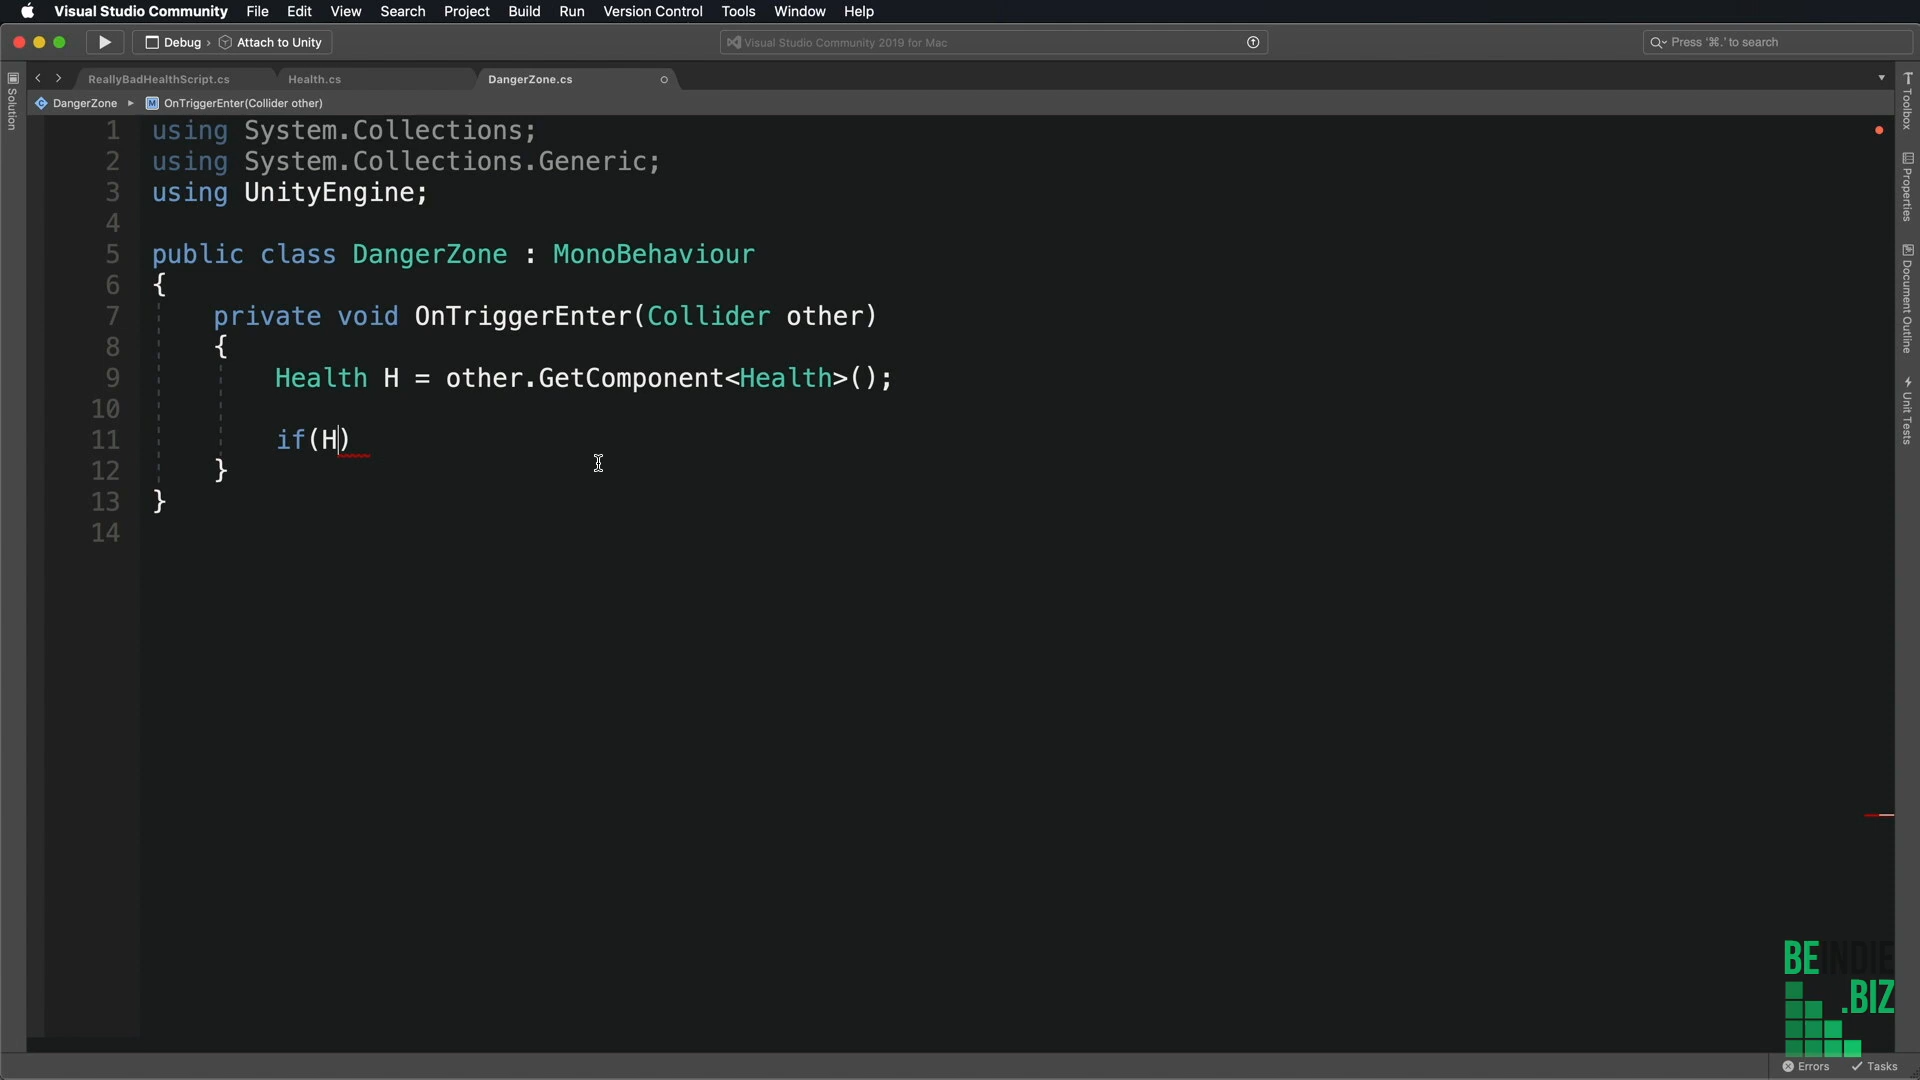 Visual Studio Community File Edit View Search Project Build Run Version Control Tools Window Help
Debug › Attach to Unity
Visual Studio Community 2019 for Mac
Press '⌘.' to search
ReallyBadHealthScript.cs
Health.cs
DangerZone.cs
DangerZone
OnTriggerEnter(Collider other)
Solution
Toolbox
Properties
Document Outline
Unit Tests
1 using System.Collections;
2 using System.Collections.Generic;
3 using UnityEngine;
4
5 public class DangerZone : MonoBehaviour
6 {
7 private void OnTriggerEnter(Collider other)
8 {
9 Health H = other.GetComponent<Health>();
10
11 if(H)
12 }
13 }
14
BEINDIE
.BIZ
Errors
Tasks